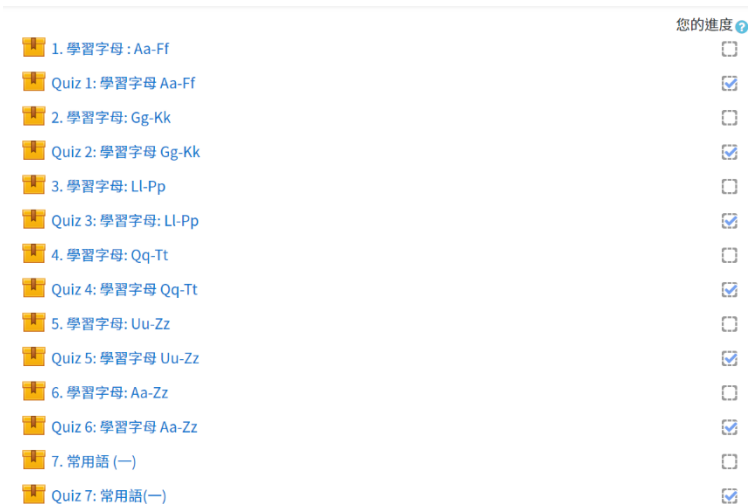 您的進度
1. 學習字母 : Aa-Ff
Quiz 1: 學習字母 Aa-Ff
2. 學習字母: Gg-Kk
Quiz 2: 學習字母 Gg-Kk
3. 學習字母: Ll-Pp
Quiz 3: 學習字母: Ll-Pp
4. 學習字母: Qq-Tt
Quiz 4: 學習字母 Qq-Tt
5. 學習字母: Uu-Zz
Quiz 5: 學習字母 Uu-Zz
6. 學習字母: Aa-Zz
Quiz 6: 學習字母 Aa-Zz
7. 常用語 (一)
Quiz 7: 常用語(一)